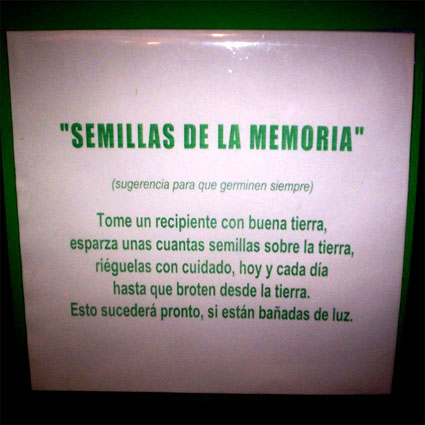 "SEMILLAS DE LA MEMORIA"
(sugerencia para que germinen siempre)
Tome un recipiente con buena tierra,
esparza unas cuantas semillas sobre la tierra,
riéguelas con cuidado, hoy y cada día
hasta que broten desde la tierra.
Esto sucederá pronto, si están bañadas de luz.